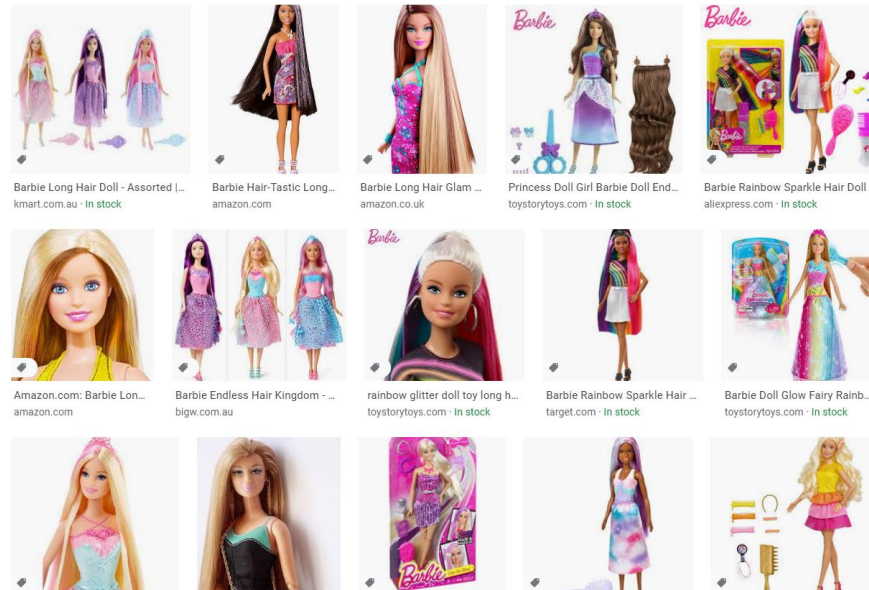 Barbie
Barbie
Barbie
Barbie Long Hair Doll - Assorted |...
kmart.com.au · In stock
Barbie Hair-Tastic Long...
amazon.com
Barbie Long Hair Glam ...
amazon.co.uk
Princess Doll Girl Barbie Doll End...
toystorytoys.com · In stock
Barbie Rainbow Sparkle Hair Doll
aliexpress.com · In stock
Barbie
Amazon.com: Barbie Lon...
amazon.com
Barbie Endless Hair Kingdom - ...
bigw.com.au
rainbow glitter doll toy long h...
toystorytoys.com · In stock
Barbie Rainbow Sparkle Hair ...
target.com · In stock
Barbie Doll Glow Fairy Rainb...
toystorytoys.com · In stock
Barbie